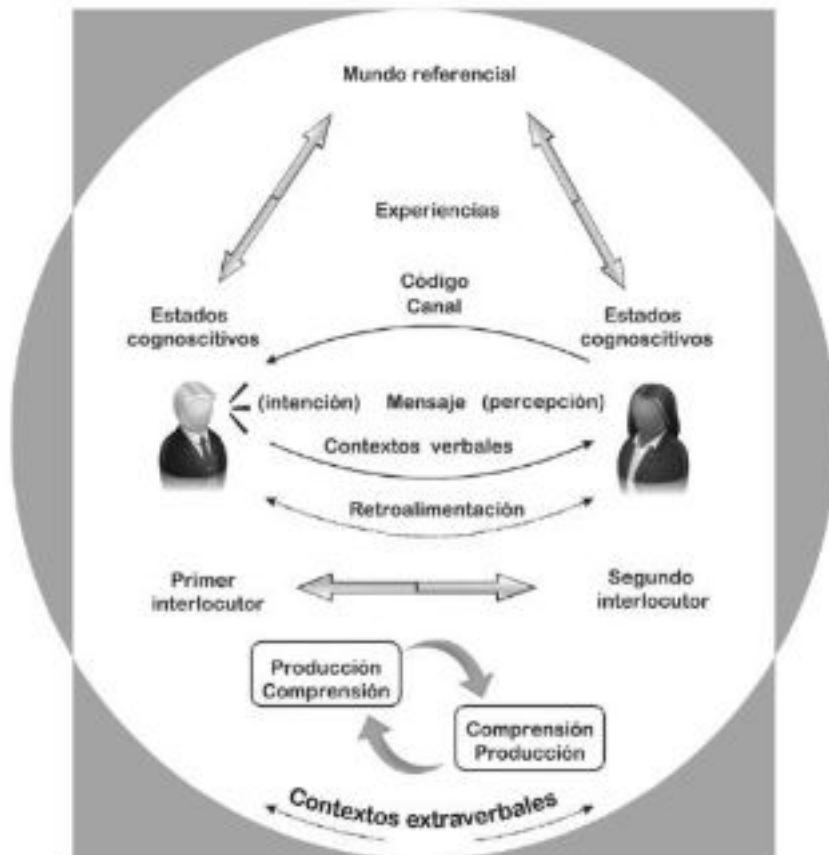 Mundo referencial
Experiencias
Código
Canal
Estados
cognoscitivos
Estados
cognoscitivos
(intención) Mensaje (percepción)
Contextos verbales
Retroalimentación
Primer
interlocutor
Segundo
interlocutor
Producción
Comprensión
Comprensión
Producción
Contextos extraverbales